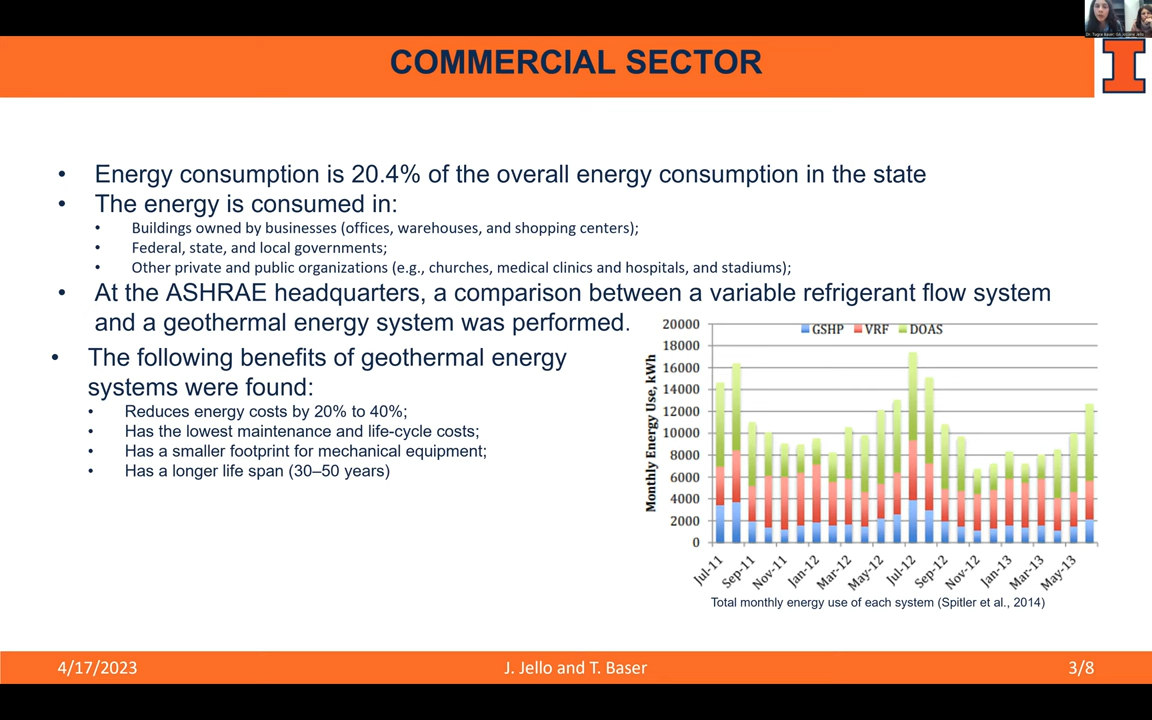 COMMERCIAL SECTOR
• Energy consumption is 20.4% of the overall energy consumption in the state
• The energy is consumed in:
• Buildings owned by businesses (offices, warehouses, and shopping centers);
• Federal, state, and local governments;
• Other private and public organizations (e.g., churches, medical clinics and hospitals, and stadiums);
• At the ASHRAE headquarters, a comparison between a variable refrigerant flow system
and a geothermal energy system was performed.
• The following benefits of geothermal energy
systems were found:
• Reduces energy costs by 20% to 40%;
• Has the lowest maintenance and life-cycle costs;
• Has a smaller footprint for mechanical equipment;
• Has a longer life span (30–50 years)
GSHP VRF DOAS
Monthly Energy Use, kWh
20000
18000
16000
14000
12000
10000
8000
6000
4000
2000
0
Jul-11 Sep-11 Nov-11 Jan-12 Mar-12 May-12 Jul-12 Sep-12 Nov-12 Jan-13 Mar-13 May-13
Total monthly energy use of each system (Spitler et al., 2014)
4/17/2023 J. Jello and T. Baser 3/8